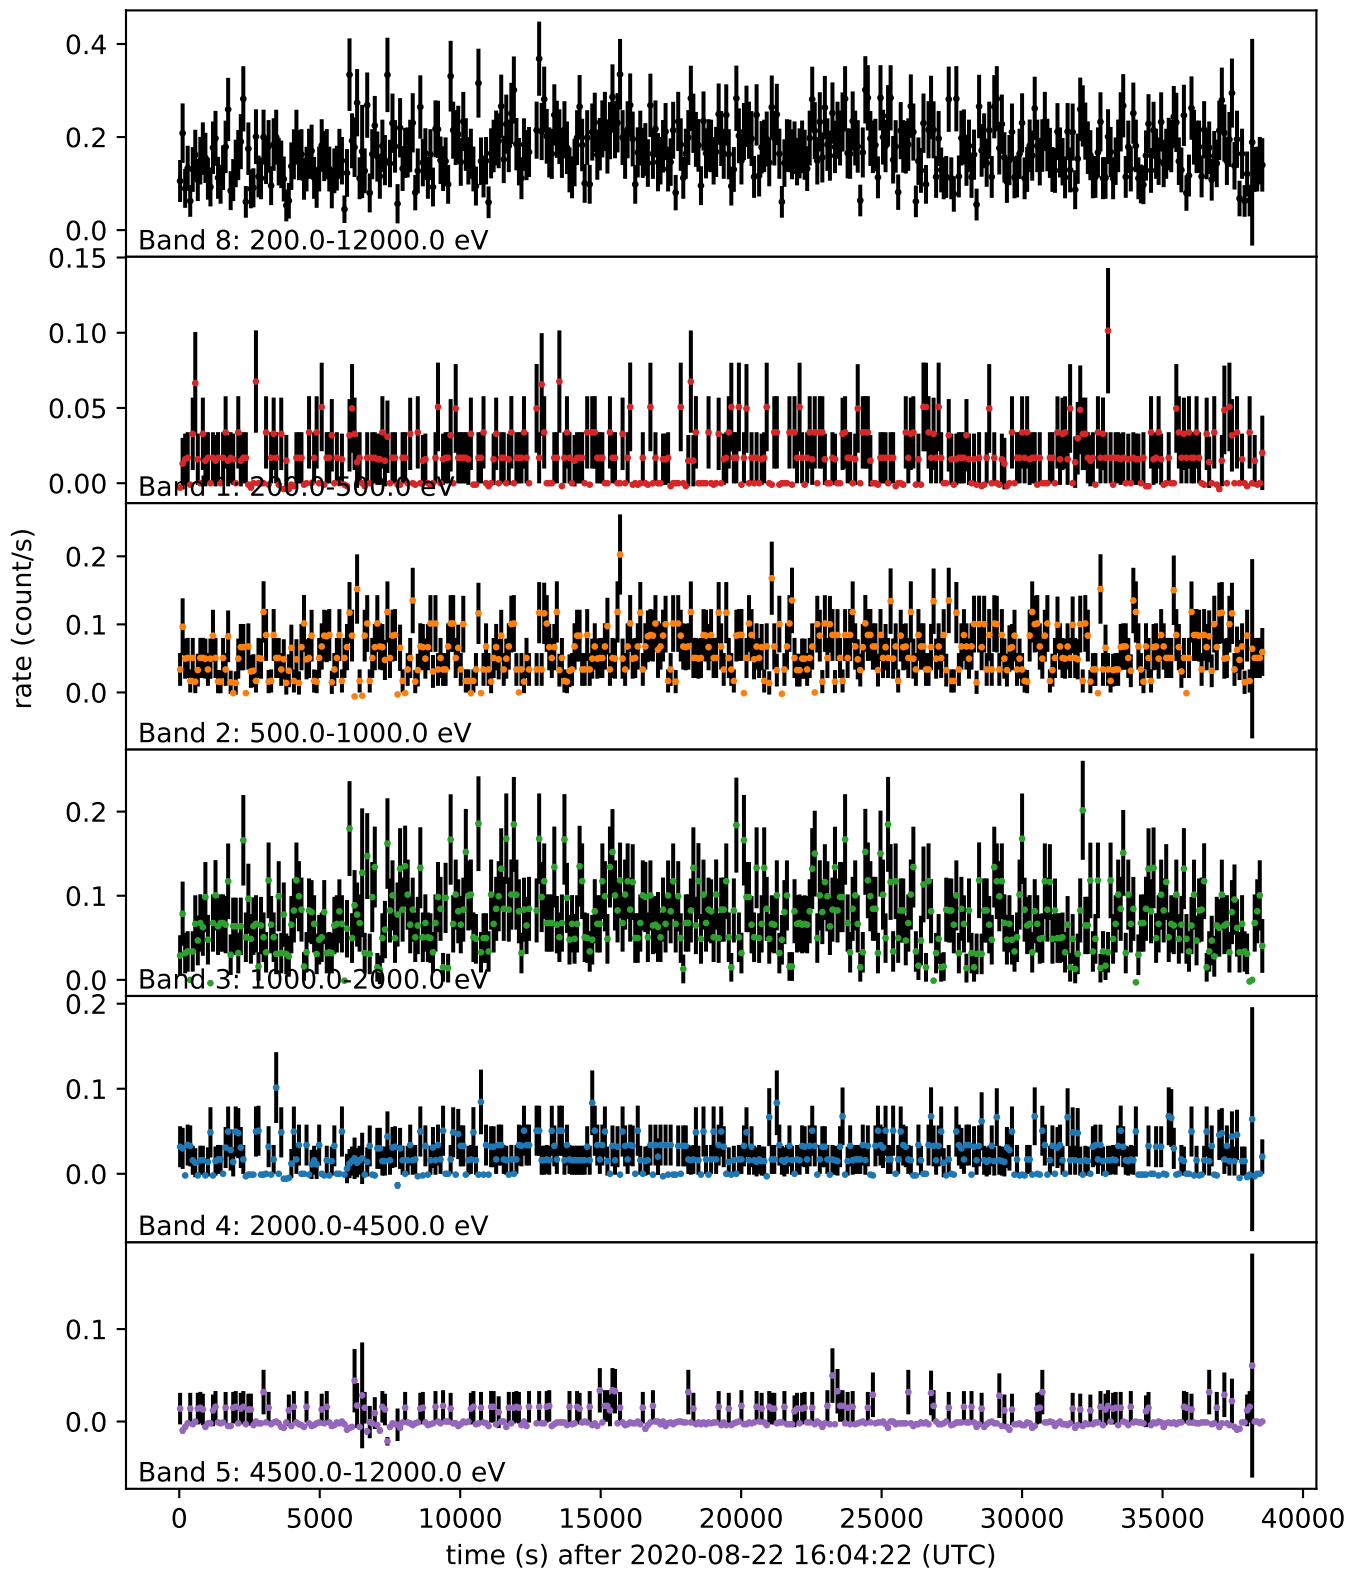 0.4
0.2
0.0
Band 8: 200.0-12000.0 eV
0.15
0.10
0.05
0.00
Band 1: 200.0-500.0 eV
0.2
0.1
0.0
Band 2: 500.0-1000.0 eV
rate (count/s)
0.2
0.1
0.0
Band 3: 1000.0-2000.0 eV
0.2
0.1
0.0
Band 4: 2000.0-4500.0 eV
0.1
0.0
Band 5: 4500.0-12000.0 eV
0 5000 10000 15000 20000 25000 30000 35000 40000
time (s) after 2020-08-22 16:04:22 (UTC)